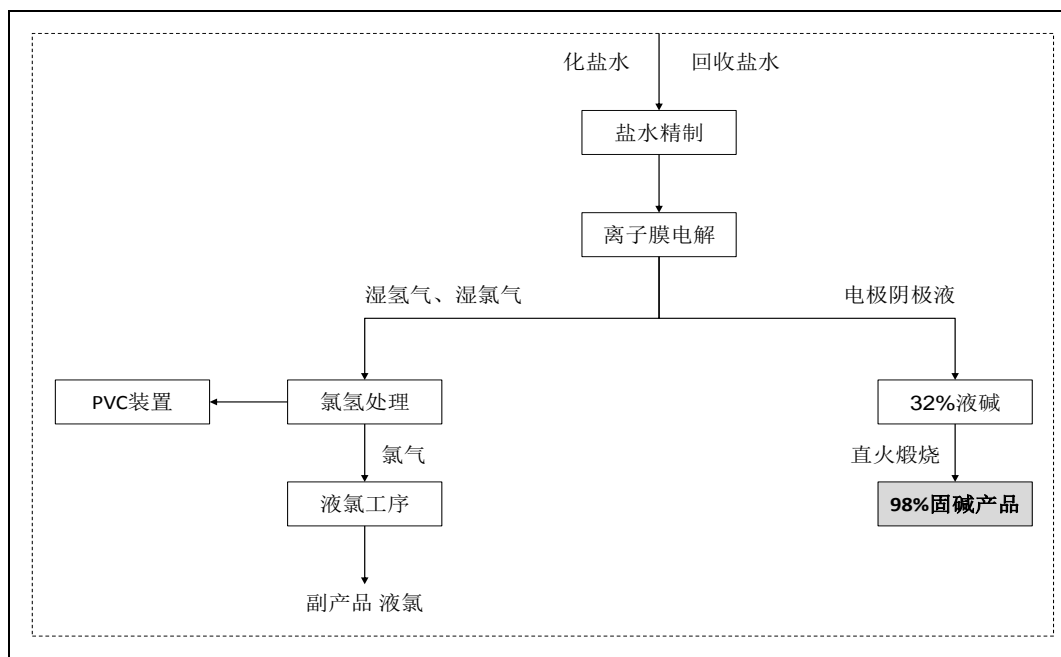 化盐水 回收盐水
盐水精制
离子膜电解
湿氢气、湿氯气
电极阴极液
PVC装置
氯氢处理
32%液碱
氯气
直火煅烧
液氯工序
98%固碱产品
副产品 液氯